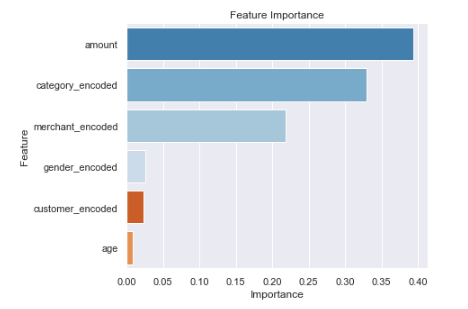 Feature Importance
amount
category_encoded
merchant_encoded
gender_encoded
customer_encoded
age
Feature
0.00 0.05 0.10 0.15 0.20 0.25 0.30 0.35 0.40
Importance